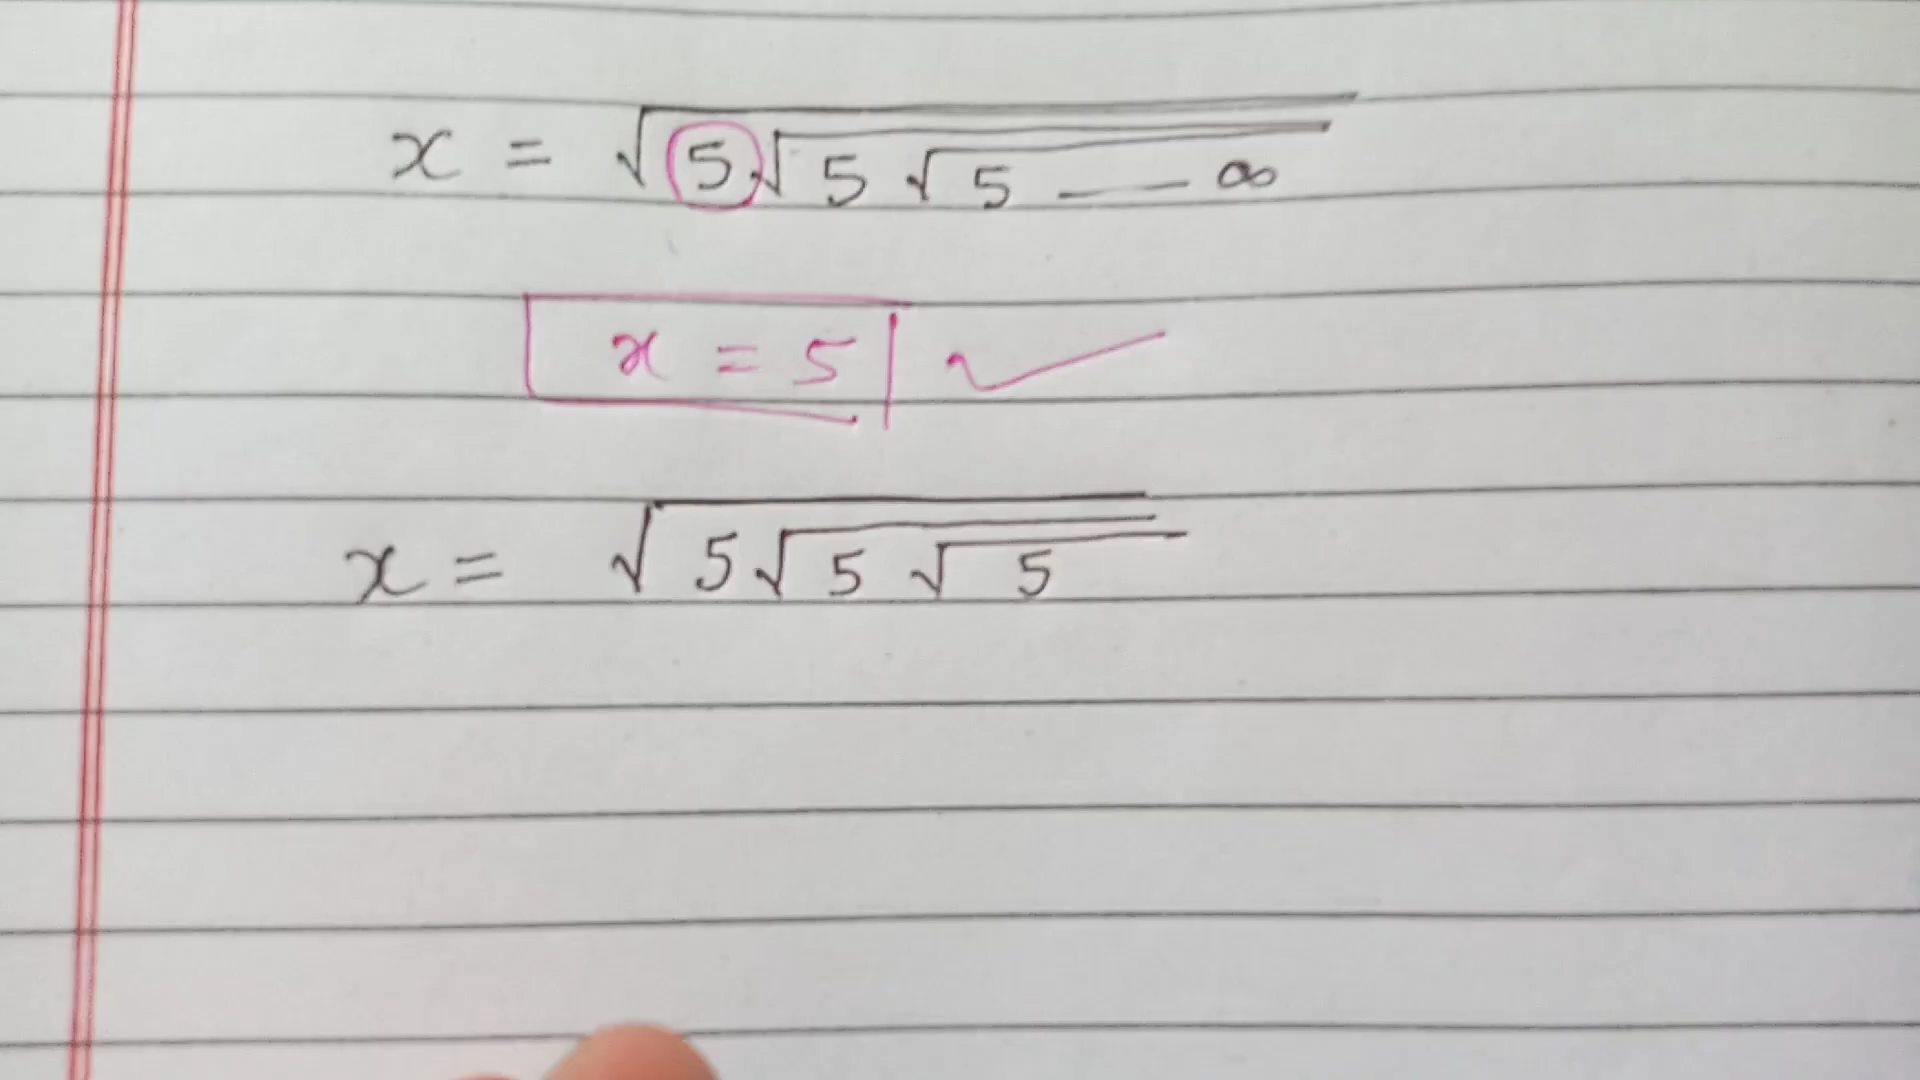 x = √5√5√5 — — ∞
x = 5 ✓
x = √5√5√5